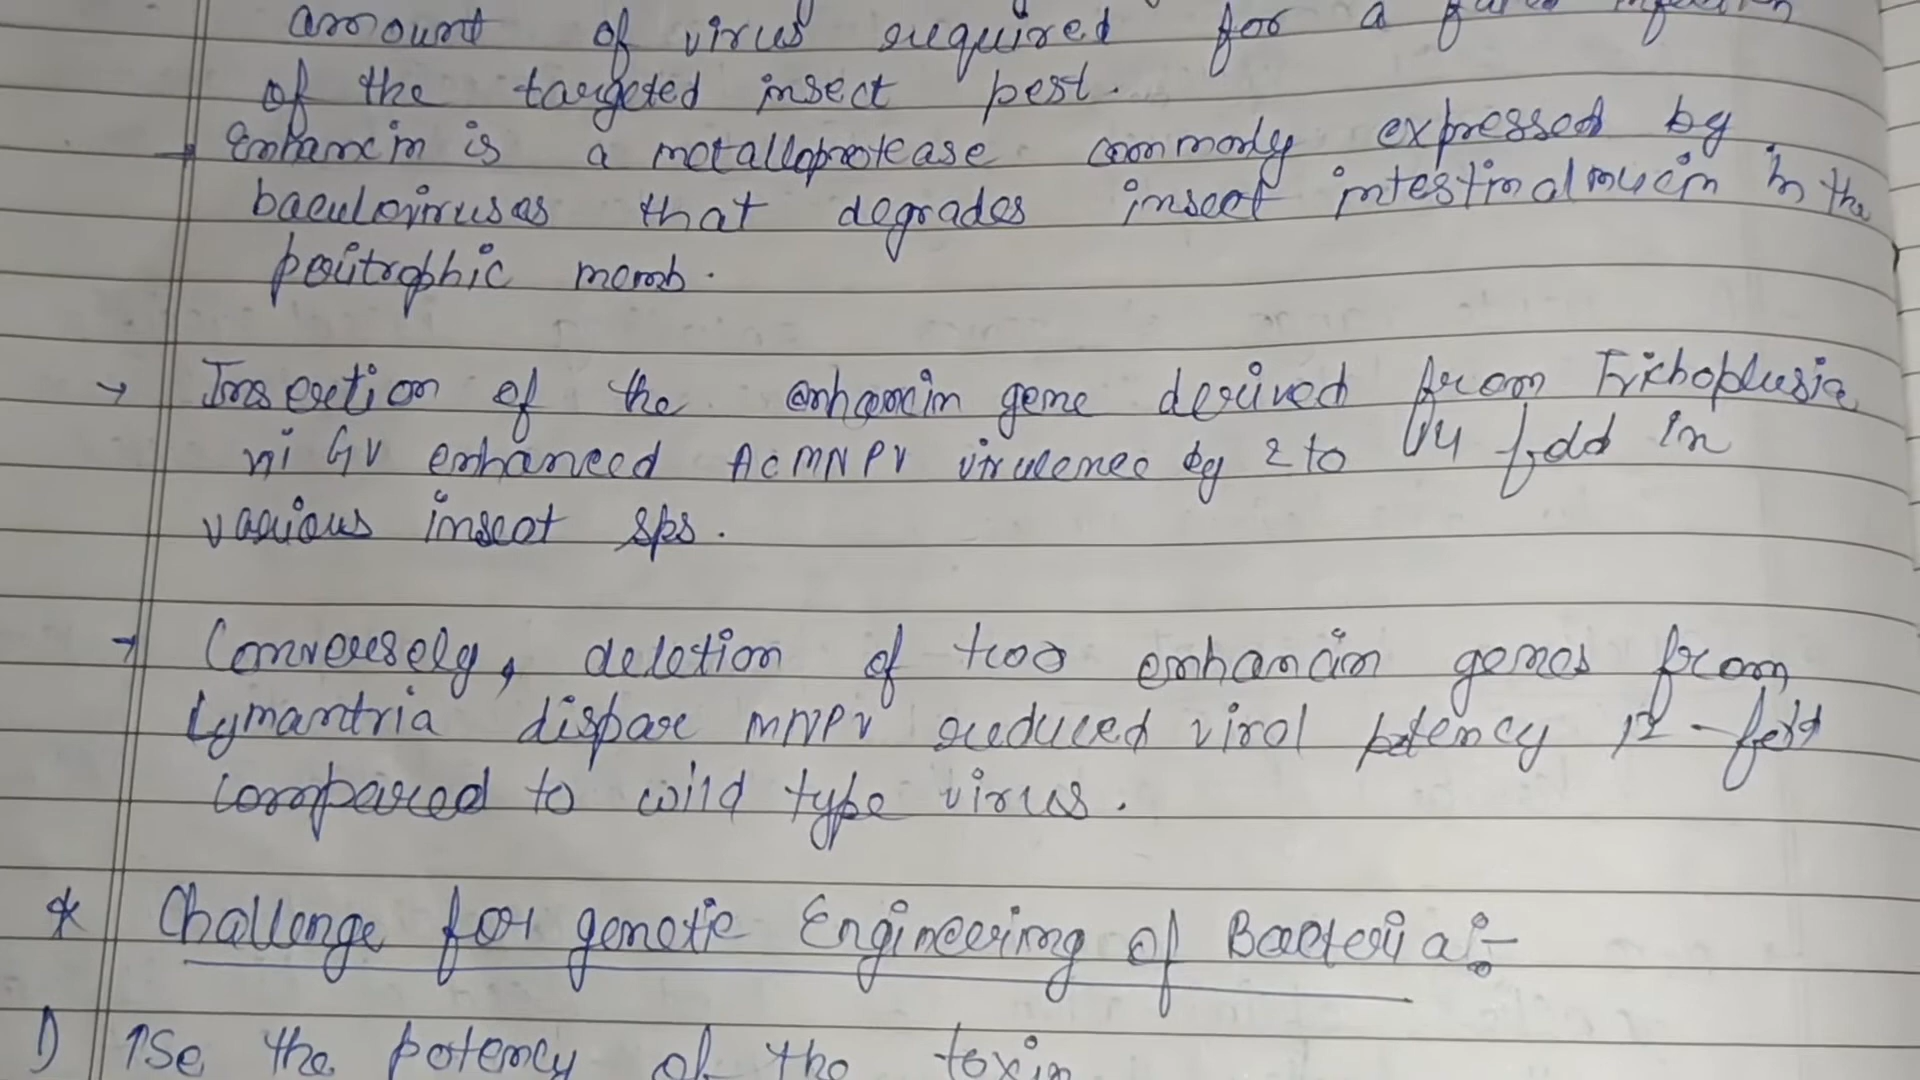 amount of virus required for a
of the targeted insect pest.
→ Enhancin is a metalloprotease commonly expressed by
baculoviruses that degrades insect intestinal mucin in the
peritrophic memb.
→ Insertion of the enhancin gene derived from Trichoplusia
ni GV enhanced AcMNPV virulence by 2 to 14 fold in
various insect sps.
→ Conversely, deletion of two enhancin genes from
Lymantria dispar MNPV reduced viral potency 12-fold
compared to wild type virus.
* Challenge for genetic Engineering of Bacteria:-
1) ↑Se the potency of the toxin